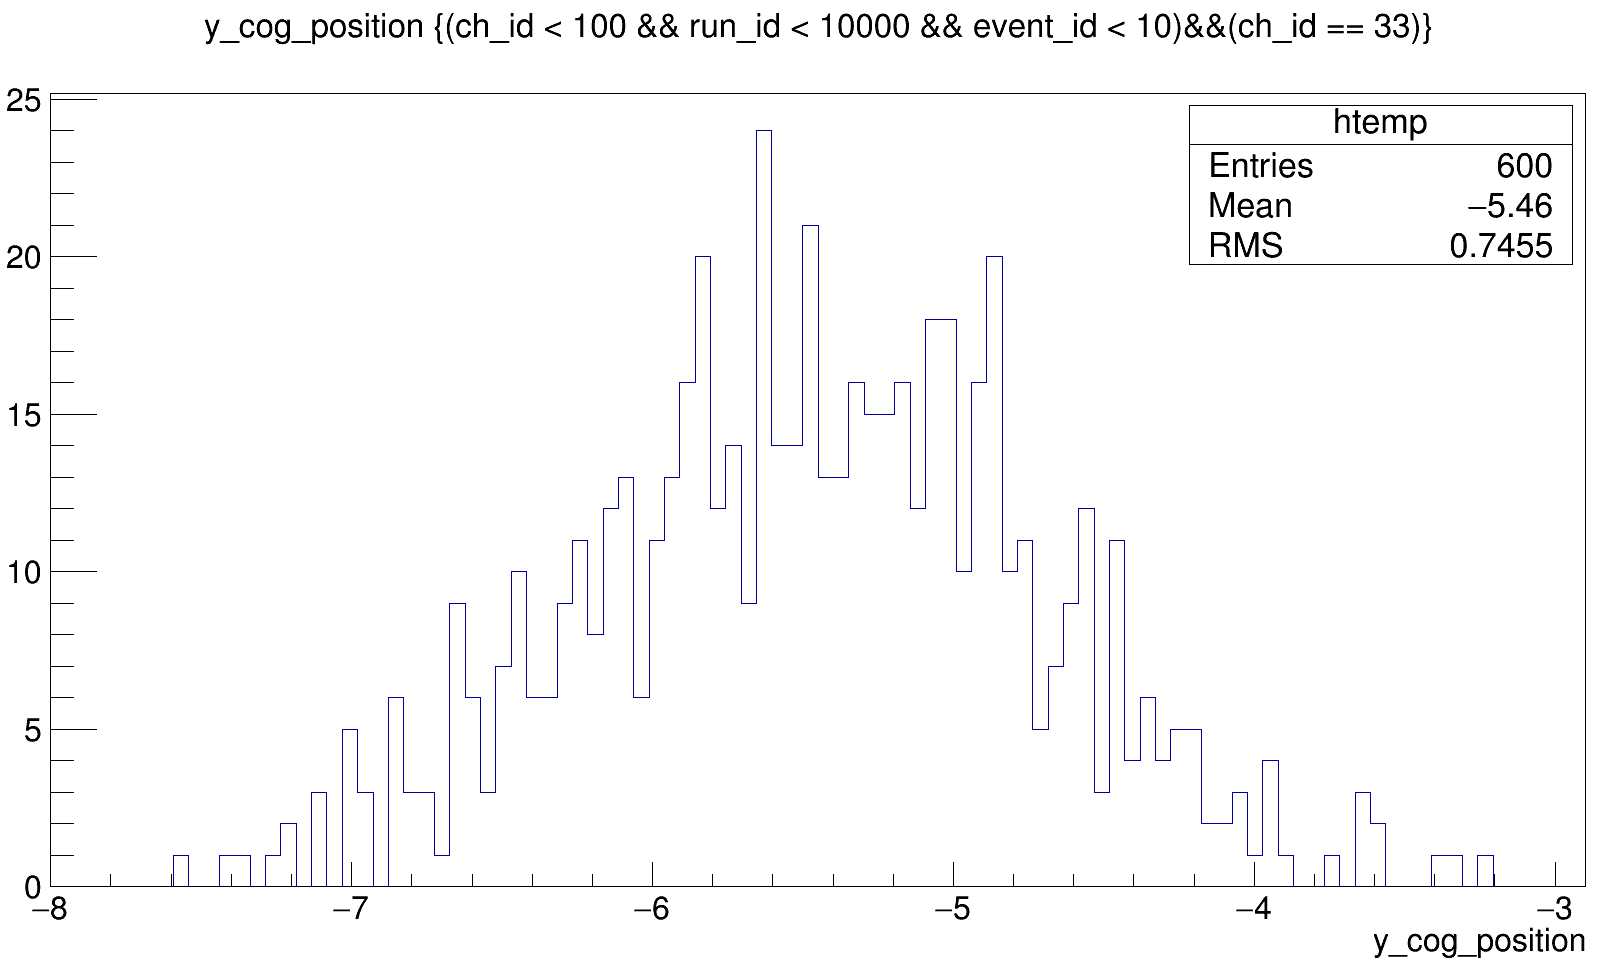 y_cog_position {(ch_id < 100 && run_id < 10000 && event_id < 10)&&(ch_id == 33)}
htemp
Entries 600
Mean −5.46
RMS 0.7455
25
20
15
10
5
0
−8 −7 −6 −5 −4 −3
y_cog_position